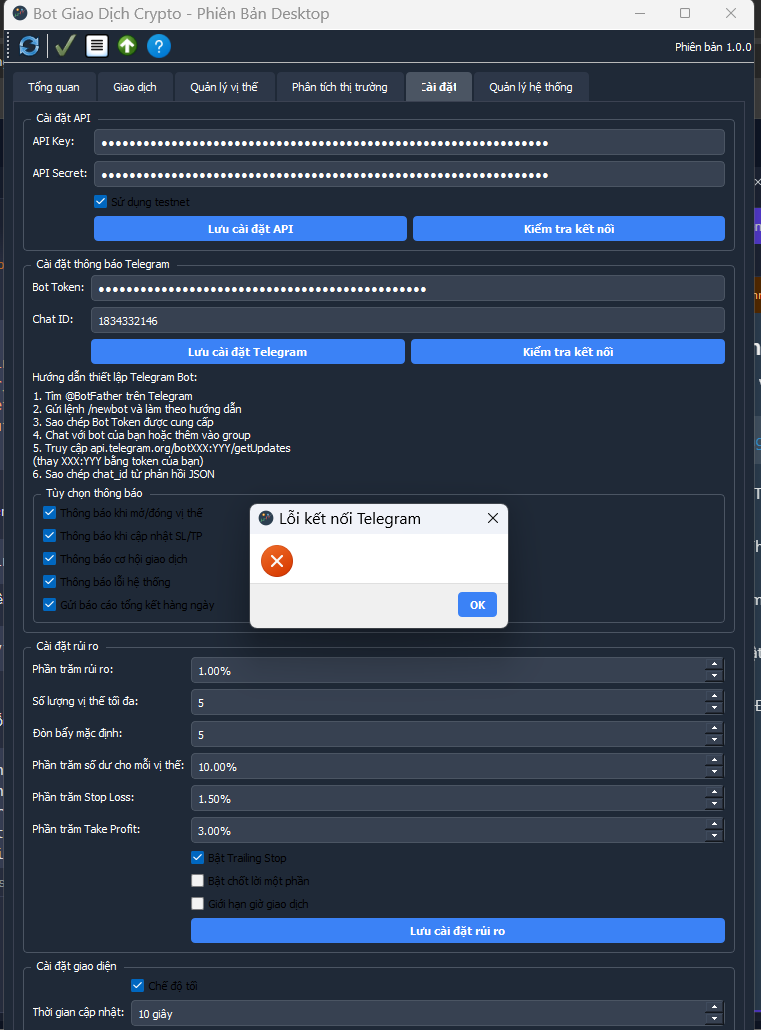 Bot Giao Dịch Crypto - Phiên Bản Desktop
Phiên bản 1.0.0
Tổng quan
Giao dịch
Quản lý vị thế
Phân tích thị trường
Cài đặt
Quản lý hệ thống
Cài đặt API
API Key:
API Secret:
Sử dụng testnet
Lưu cài đặt API
Kiểm tra kết nối
Cài đặt thông báo Telegram
Bot Token:
Chat ID:
1834332146
Lưu cài đặt Telegram
Kiểm tra kết nối
Hướng dẫn thiết lập Telegram Bot:
1. Tìm @BotFather trên Telegram
2. Gửi lệnh /newbot và làm theo hướng dẫn
3. Sao chép Bot Token được cung cấp
4. Chat với bot của bạn hoặc thêm vào group
5. Truy cập api.telegram.org/botXXX:YYY/getUpdates
(thay XXX:YYY bằng token của bạn)
6. Sao chép chat_id từ phản hồi JSON
Tùy chọn thông báo
Thông báo khi mở/đóng vị thế
Thông báo khi cập nhật SL/TP
Thông báo cơ hội giao dịch
Thông báo lỗi hệ thống
Gửi báo cáo tổng kết hàng ngày
Lỗi kết nối Telegram
OK
Cài đặt rủi ro
Phần trăm rủi ro:
1.00%
Số lượng vị thế tối đa:
5
Đòn bẩy mặc định:
5
Phần trăm số dư cho mỗi vị thế:
10.00%
Phần trăm Stop Loss:
1.50%
Phần trăm Take Profit:
3.00%
Bật Trailing Stop
Bật chốt lời một phần
Giới hạn giờ giao dịch
Lưu cài đặt rủi ro
Cài đặt giao diện
Chế độ tối
Thời gian cập nhật:
10 giây